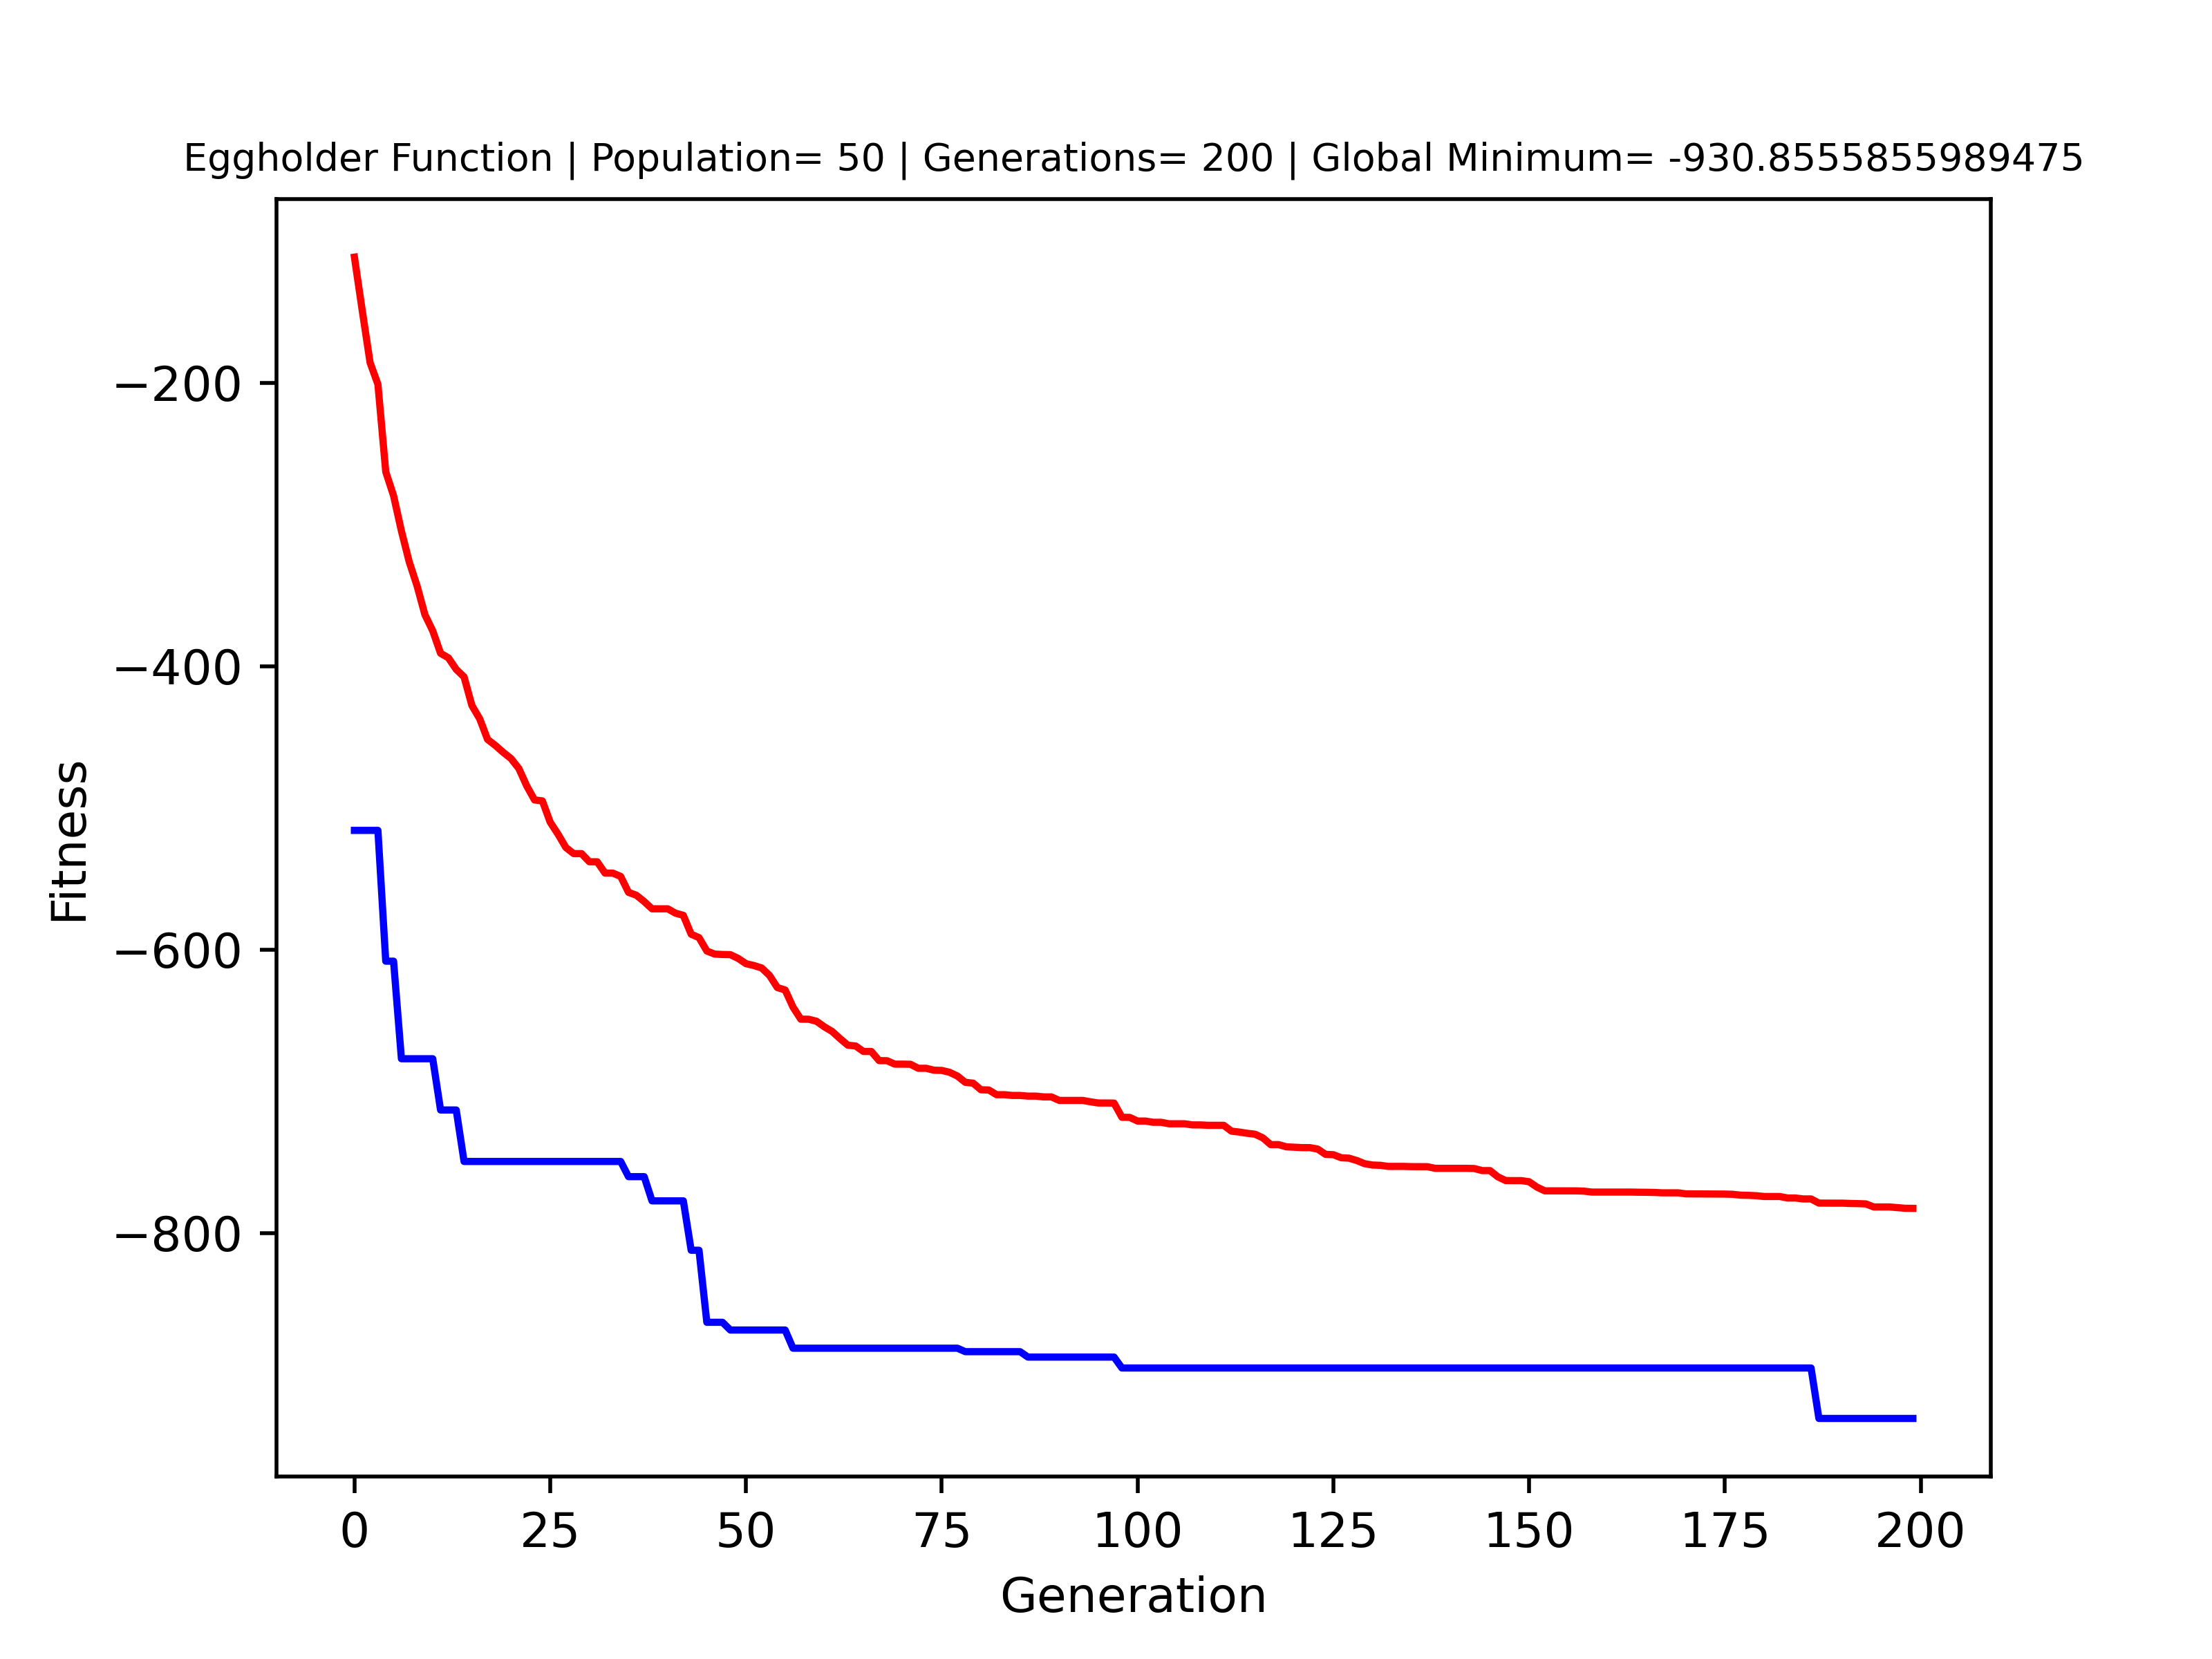 Eggholder Function | Population= 50 | Generations= 200 | Global Minimum= -930.8555855989475
Fitness
−200
−400
−600
−800
0 25 50 75 100 125 150 175 200
Generation